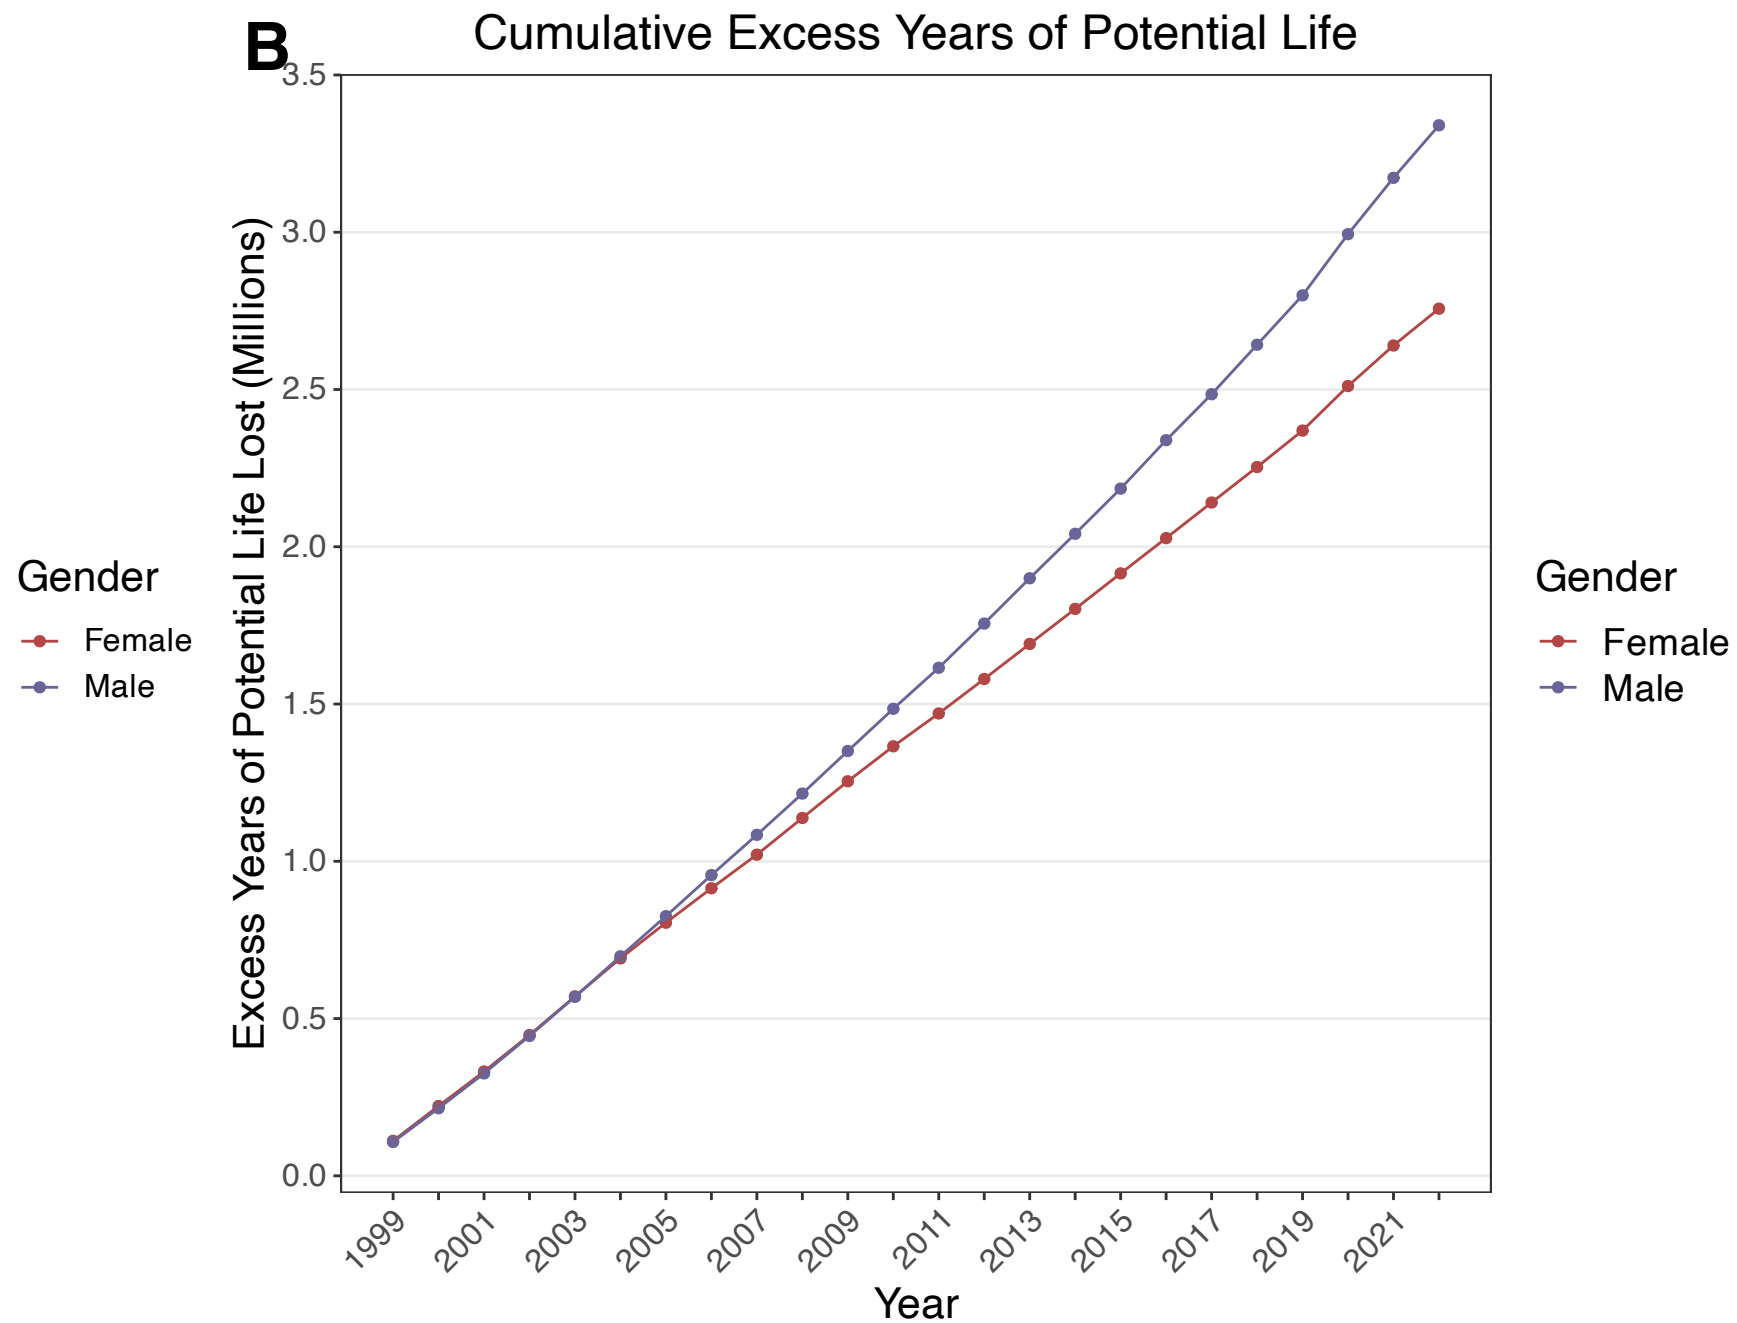 B
Cumulative Excess Years of Potential Life
Gender
Female
Male
Excess Years of Potential Life Lost (Millions)
3.5
3.0
2.5
2.0
1.5
1.0
0.5
0.0
1999
2001
2003
2005
2007
2009
2011
2013
2015
2017
2019
2021
Year
Gender
Female
Male